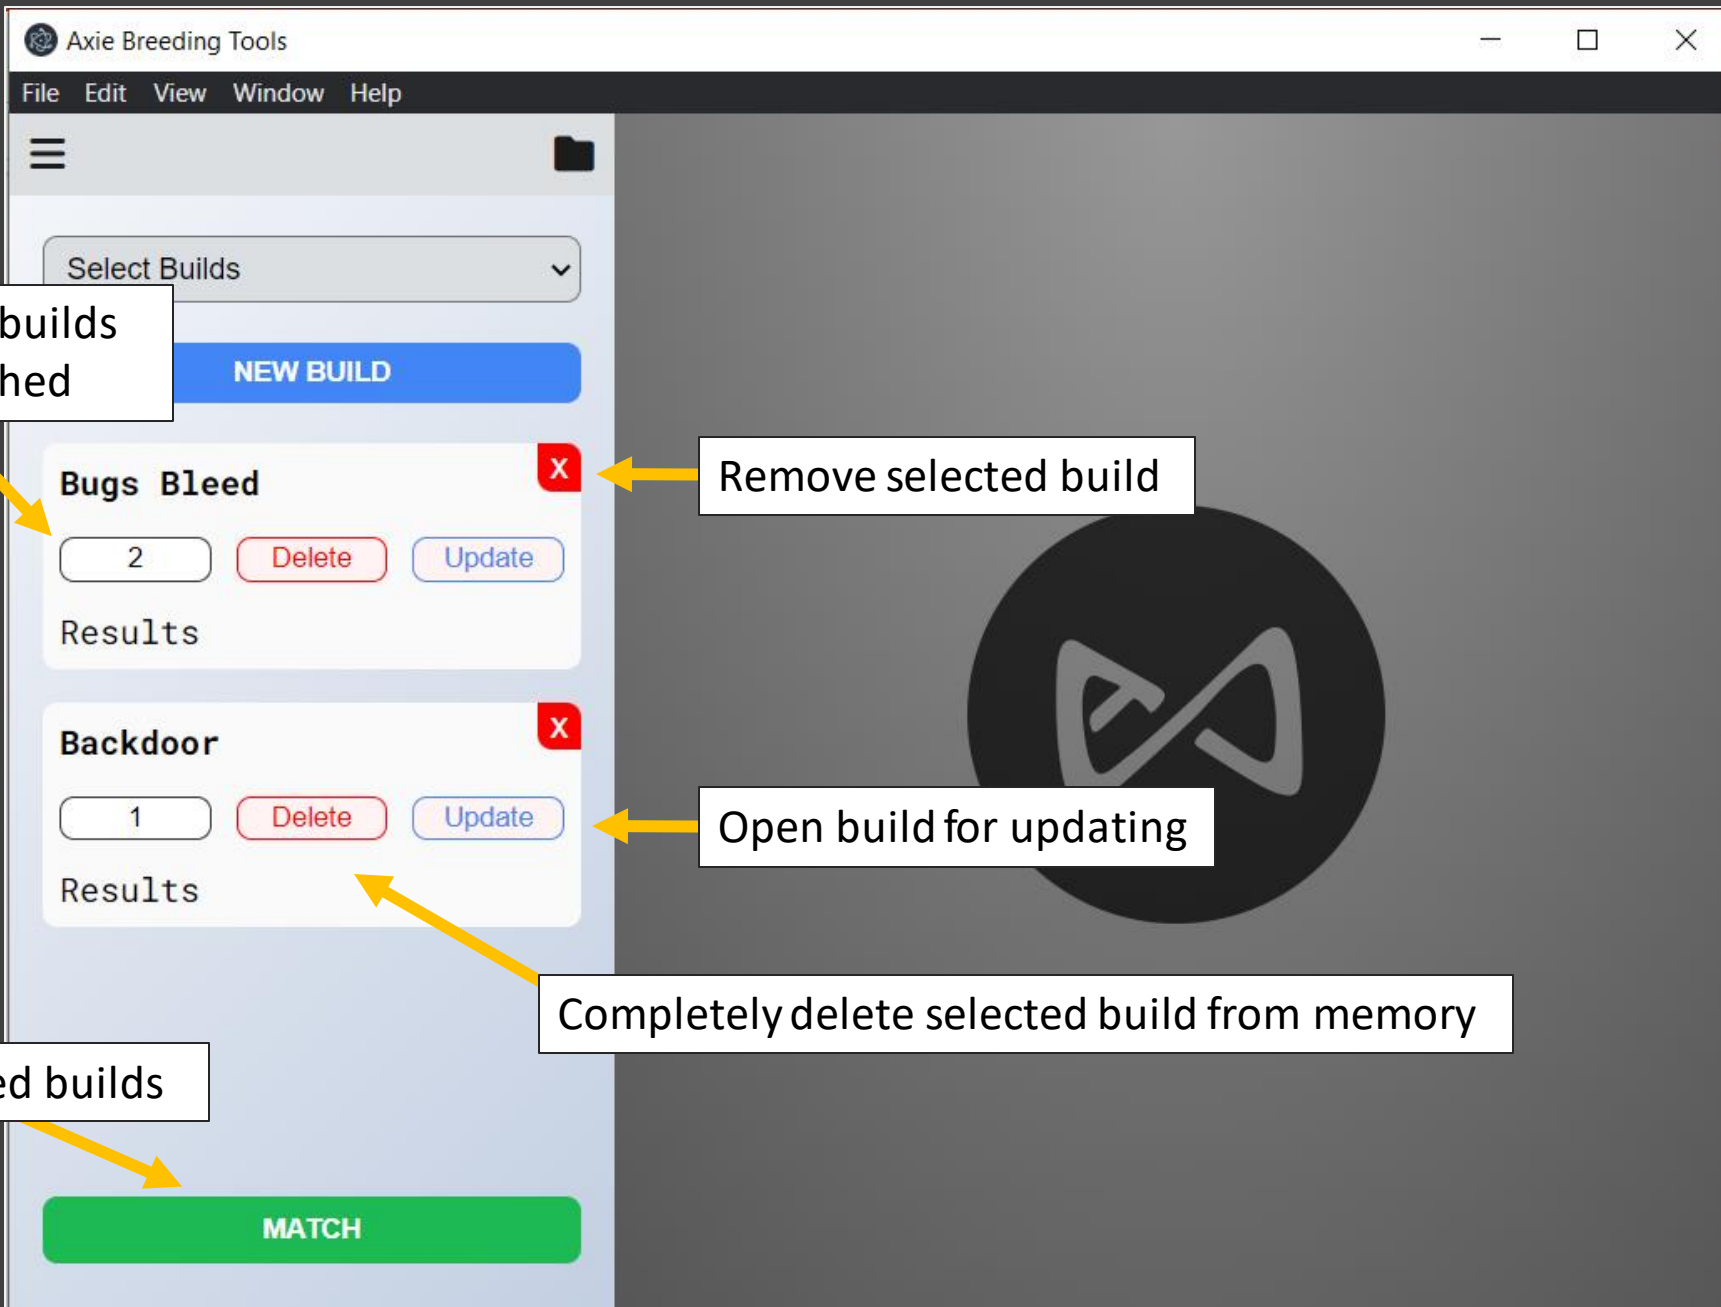 Axie Breeding Tools
File Edit View Window Help
Select Builds
builds
NEW BUILD
Bugs Bleed
X
Remove selected build
2
Delete
Update
Results
Backdoor
X
1
Delete
Update
Open build for updating
Results
Completely delete selected build from memory
builds
MATCH